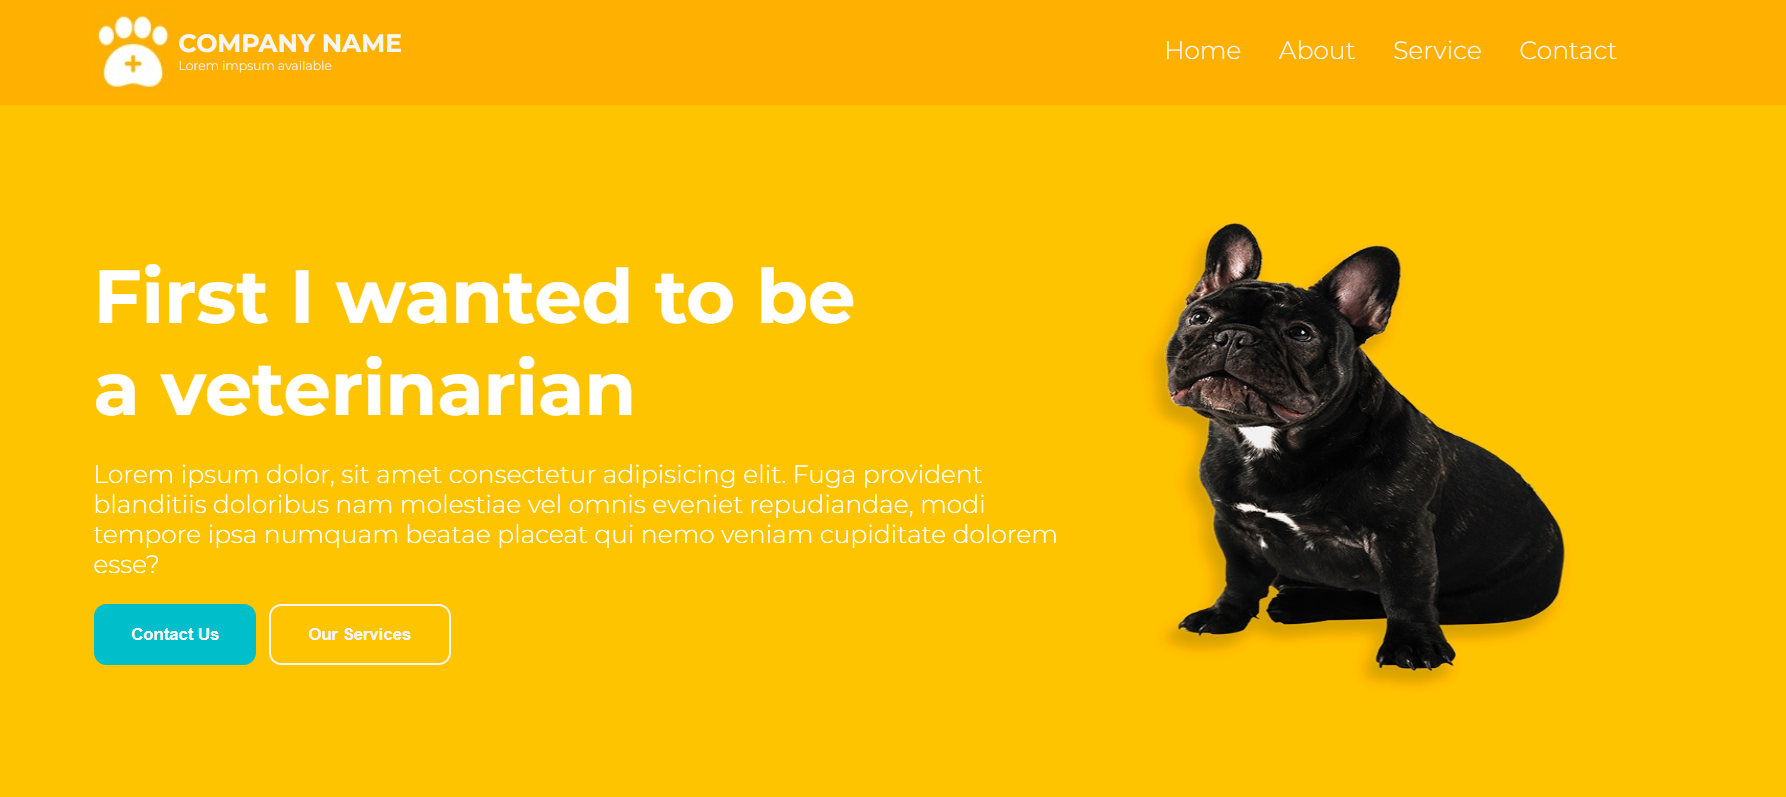 COMPANY NAME
Lorem impsum available
Home About Service Contact
First I wanted to be
a veterinarian
Lorem ipsum dolor, sit amet consectetur adipisicing elit. Fuga provident
blanditiis doloribus nam molestiae vel omnis eveniet repudiandae, modi
tempore ipsa numquam beatae placeat qui nemo veniam cupiditate dolorem
esse?
Contact Us Our Services